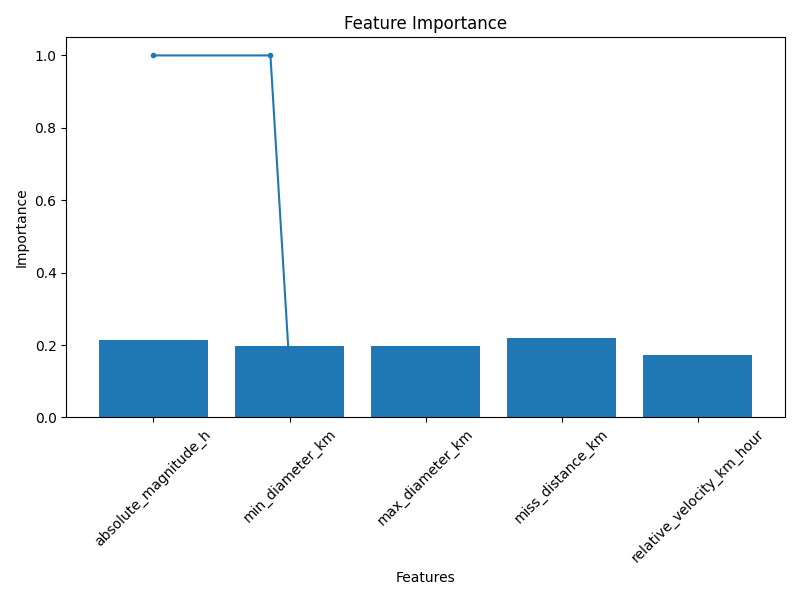 Feature Importance
1.0
0.8
0.6
0.4
0.2
0.0
Importance
absolute_magnitude_h
min_diameter_km
max_diameter_km
miss_distance_km
relative_velocity_km_hour
Features